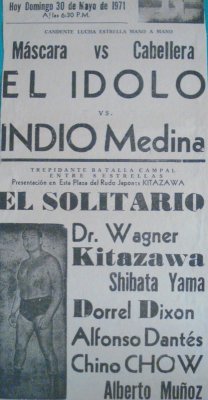 Hoy Domingo 30 de Mayo de 1971
A las 6:30 P.M.
CANDENTE LUCHA ESTRELLA MANO A MANO
Máscara vs Cabellera
EL IDOLO
VS.
INDIO Medina
TREPIDANTE BATALLA CAMPAL
ENTRE 8 ESTRELLAS
Presentación en Esta Plaza del Rudo Japonés KITAZAWA
EL SOLITARIO
Dr. Wagner
Kitazawa
Shibata Yama
Dorrel Dixon
Alfonso Dantés
Chino CHOW
Alberto Muñoz